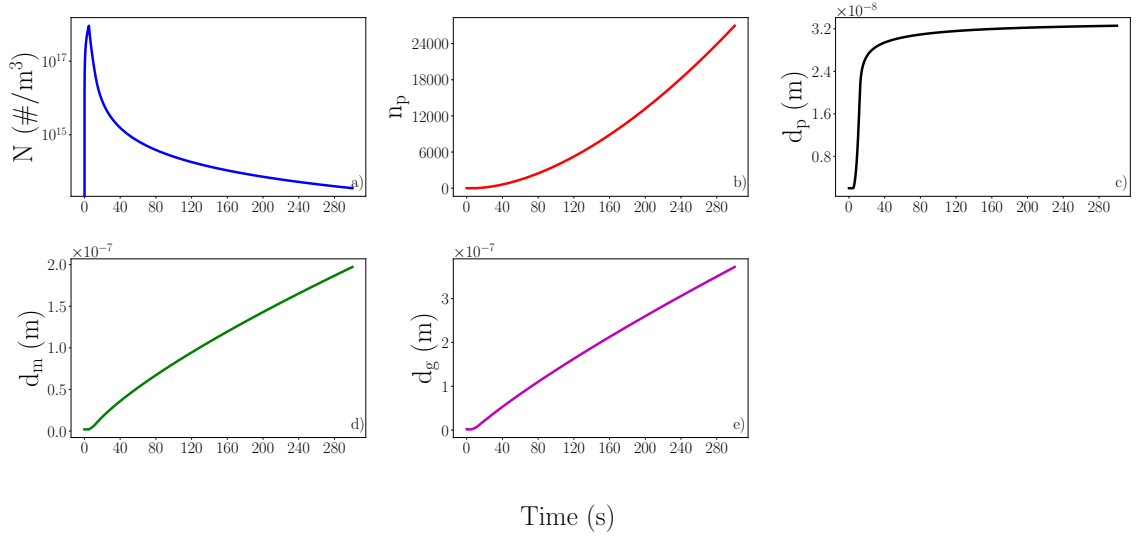 N (#/m³)
10¹⁷
10¹⁵
0 40 80 120 160 200 240 280
a)
n_p
24000
18000
12000
6000
0
0 40 80 120 160 200 240 280
b)
×10⁻⁸
d_p (m)
3.2
2.4
1.6
0.8
0 40 80 120 160 200 240 280
c)
×10⁻⁷
d_m (m)
2.0
1.5
1.0
0.5
0.0
0 40 80 120 160 200 240 280
d)
×10⁻⁷
d_g (m)
3
2
1
0
0 40 80 120 160 200 240 280
e)
Time (s)